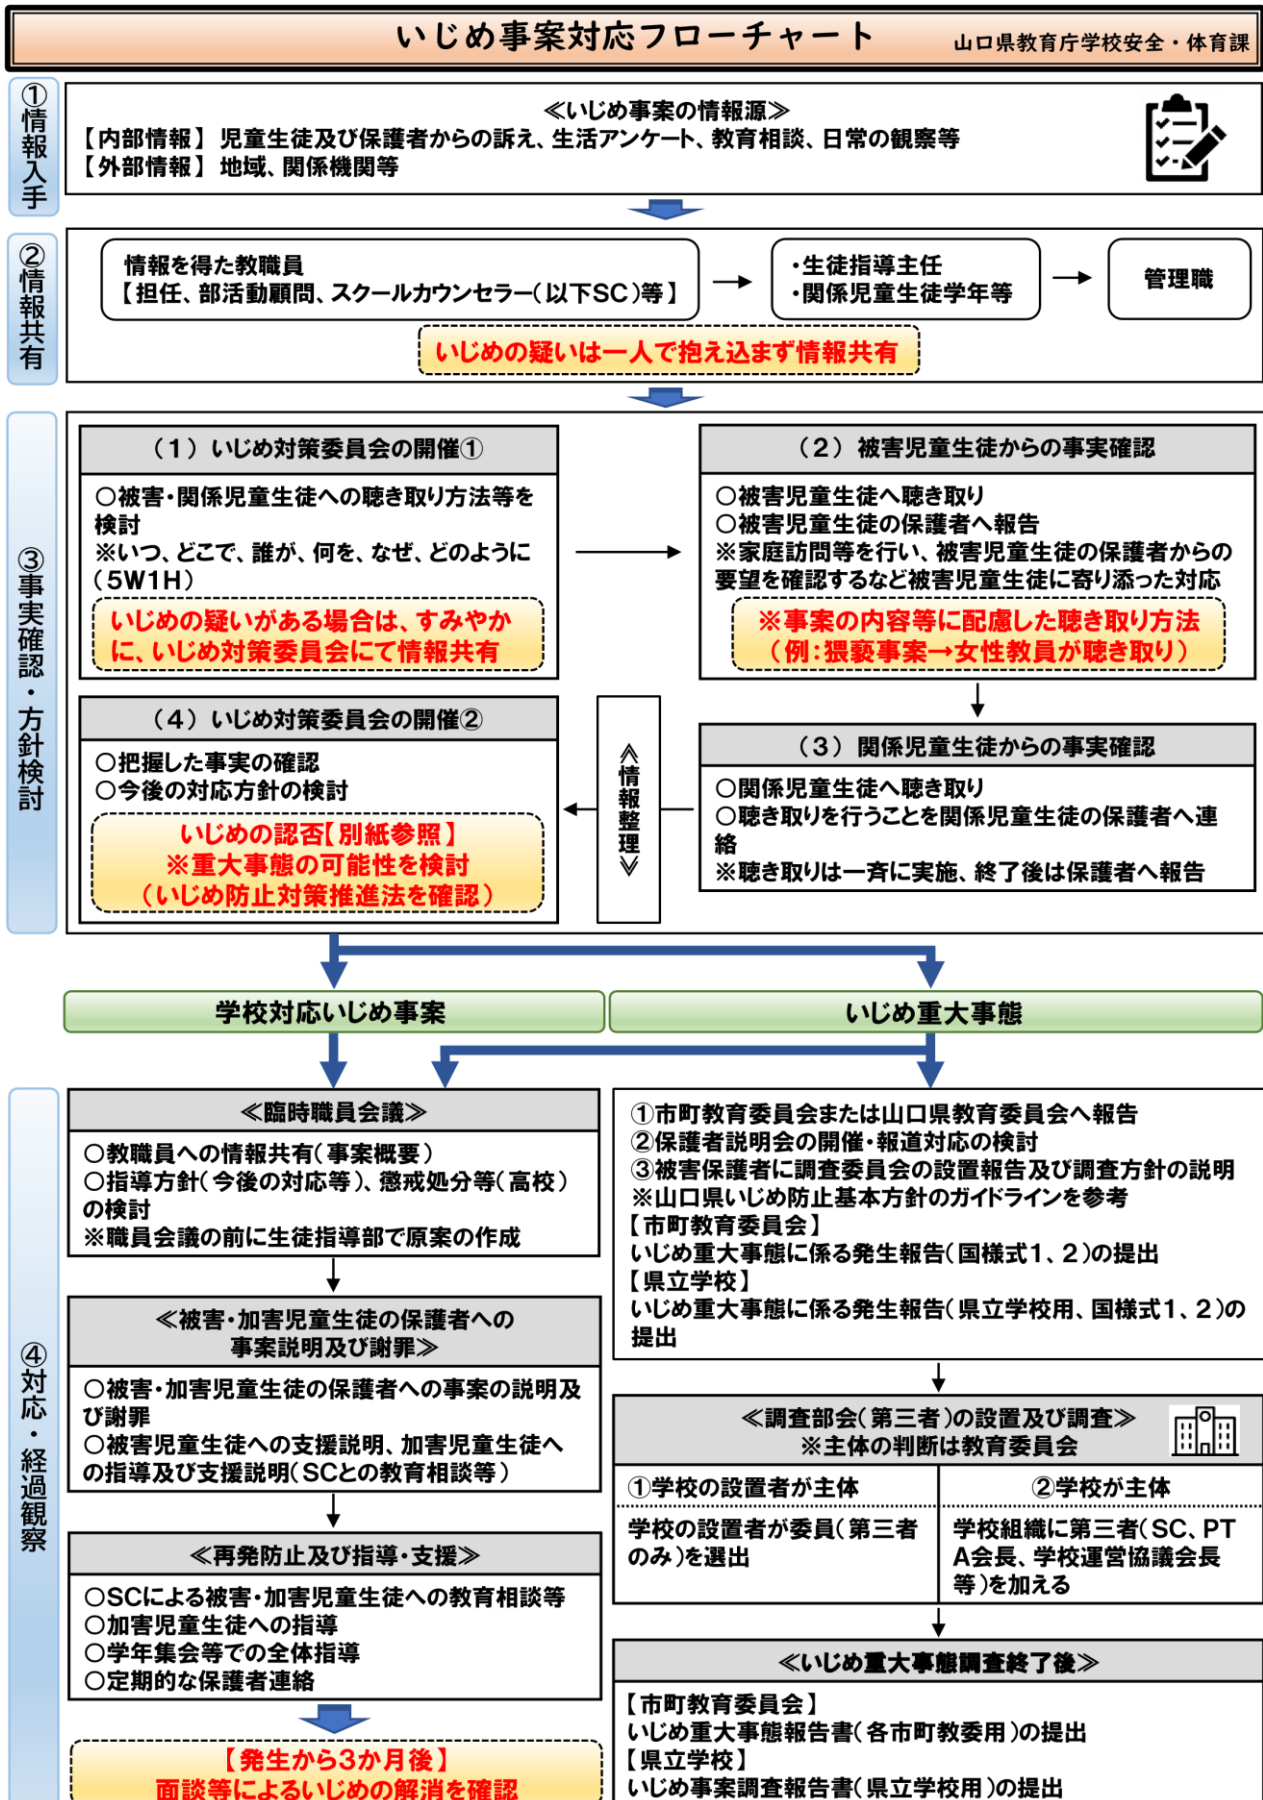 いじめ事案対応フローチャート
山口県教育庁学校安全・体育課
①情報入手
≪いじめ事案の情報源≫
【内部情報】児童生徒及び保護者からの訴え、生活アンケート、教育相談、日常の観察等
【外部情報】地域、関係機関等
②情報共有
情報を得た教職員
【担任、部活動顧問、スクールカウンセラー(以下SC)等】
・生徒指導主任
・関係児童生徒学年等
管理職
いじめの疑いは一人で抱え込まず情報共有
③事実確認・方針検討
(1)いじめ対策委員会の開催①
○被害・関係児童生徒への聴き取り方法等を
検討
※いつ、どこで、誰が、何を、なぜ、どのように
(5W1H)
いじめの疑いがある場合は、すみやか
に、いじめ対策委員会にて情報共有
(2)被害児童生徒からの事実確認
○被害児童生徒へ聴き取り
○被害児童生徒の保護者へ報告
※家庭訪問等を行い、被害児童生徒の保護者からの
要望を確認するなど被害児童生徒に寄り添った対応
※事案の内容等に配慮した聴き取り方法
(例:猥褻事案→女性教員が聴き取り)
(3)関係児童生徒からの事実確認
○関係児童生徒へ聴き取り
○聴き取りを行うことを関係児童生徒の保護者へ連
絡
※聴き取りは一斉に実施、終了後は保護者へ報告
≪情報整理≫
(4)いじめ対策委員会の開催②
○把握した事実の確認
○今後の対応方針の検討
いじめの認否【別紙参照】
※重大事態の可能性を検討
(いじめ防止対策推進法を確認)
学校対応いじめ事案
いじめ重大事態
④対応・経過観察
≪臨時職員会議≫
○教職員への情報共有(事案概要)
○指導方針(今後の対応等)、懲戒処分等(高校)
の検討
※職員会議の前に生徒指導部で原案の作成
≪被害・加害児童生徒の保護者への
事案説明及び謝罪≫
○被害・加害児童生徒の保護者への事案の説明及
び謝罪
○被害児童生徒への支援説明、加害児童生徒へ
の指導及び支援説明(SCとの教育相談等)
≪再発防止及び指導・支援≫
○SCによる被害・加害児童生徒への教育相談等
○加害児童生徒への指導
○学年集会等での全体指導
○定期的な保護者連絡
【発生から3か月後】
面談等によるいじめの解消を確認
①市町教育委員会または山口県教育委員会へ報告
②保護者説明会の開催・報道対応の検討
③被害保護者に調査委員会の設置報告及び調査方針の説明
※山口県いじめ防止基本方針のガイドラインを参考
【市町教育委員会】
いじめ重大事態に係る発生報告(国様式1、2)の提出
【県立学校】
いじめ重大事態に係る発生報告(県立学校用、国様式1、2)の
提出
≪調査部会(第三者)の設置及び調査≫
※主体の判断は教育委員会
①学校の設置者が主体
学校の設置者が委員(第三者
のみ)を選出
②学校が主体
学校組織に第三者(SC、PT
A会長、学校運営協議会長
等)を加える
≪いじめ重大事態調査終了後≫
【市町教育委員会】
いじめ重大事態報告書(各市町教委用)の提出
【県立学校】
いじめ事案調査報告書(県立学校用)の提出